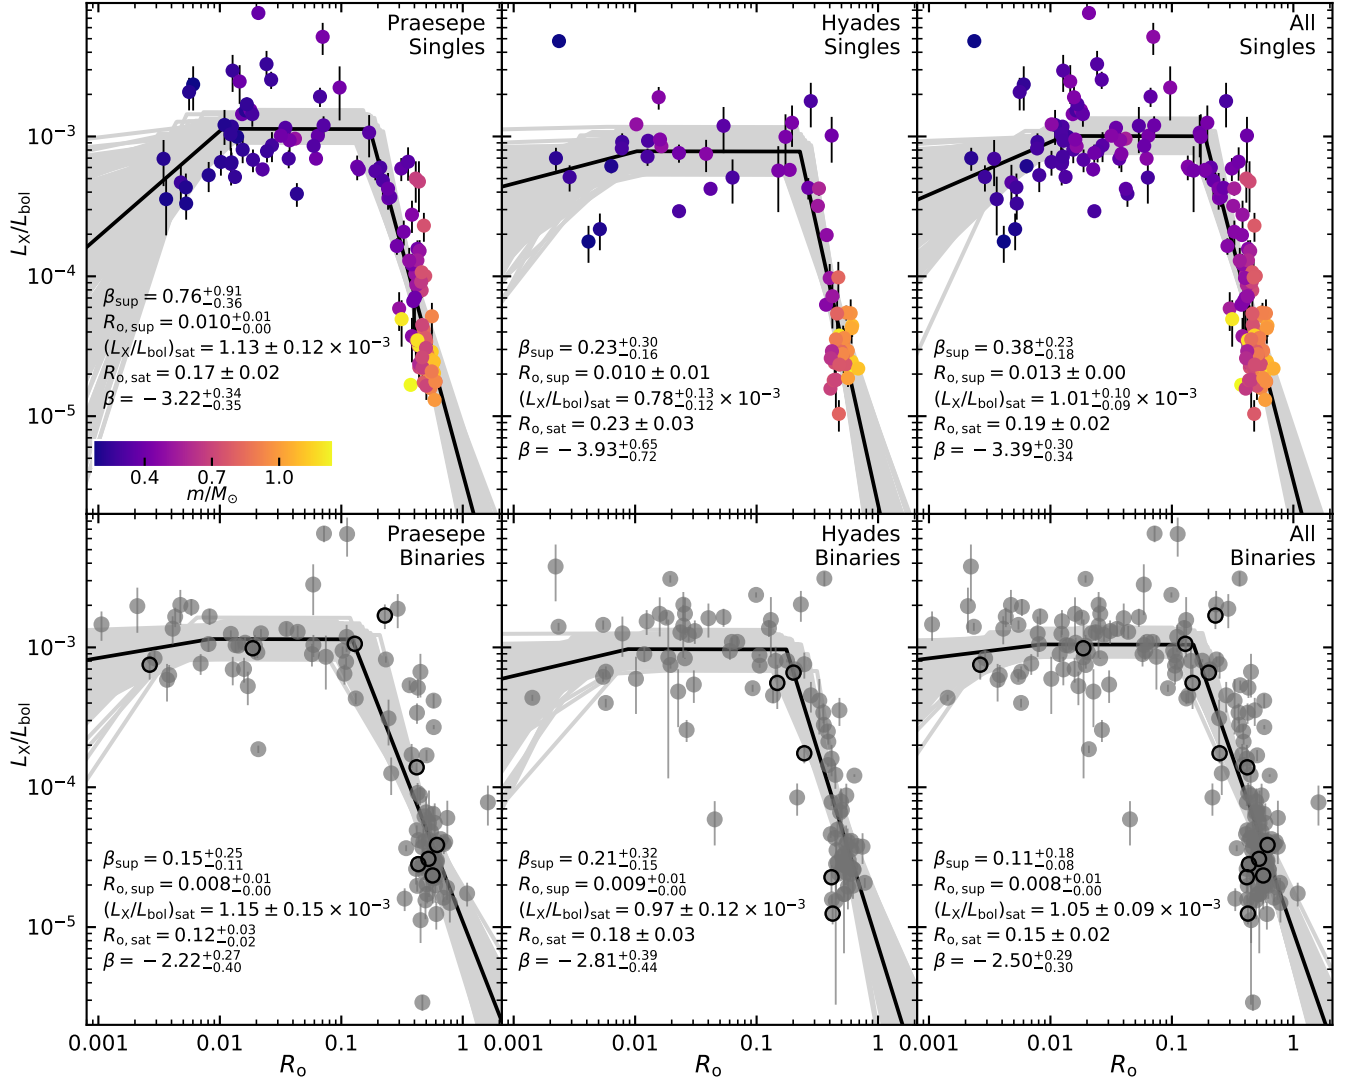 Praesepe
Singles
Hyades
Singles
All
Singles
10⁻³
10⁻⁴
10⁻⁵
L_X/L_bol
β_sup = 0.76^{+0.91}_{−0.36}
R_{o, sup} = 0.010^{+0.01}_{−0.00}
(L_X/L_bol)_sat = 1.13 ± 0.12 × 10⁻³
R_{o, sat} = 0.17 ± 0.02
β = −3.22^{+0.34}_{−0.35}
0.4 0.7 1.0
m/M_⊙
β_sup = 0.23^{+0.30}_{−0.16}
R_{o, sup} = 0.010 ± 0.01
(L_X/L_bol)_sat = 0.78^{+0.13}_{−0.12} × 10⁻³
R_{o, sat} = 0.23 ± 0.03
β = −3.93^{+0.65}_{−0.72}
β_sup = 0.38^{+0.23}_{−0.18}
R_{o, sup} = 0.013 ± 0.00
(L_X/L_bol)_sat = 1.01^{+0.10}_{−0.09} × 10⁻³
R_{o, sat} = 0.19 ± 0.02
β = −3.39^{+0.30}_{−0.34}
Praesepe
Binaries
Hyades
Binaries
All
Binaries
10⁻³
10⁻⁴
10⁻⁵
L_X/L_bol
β_sup = 0.15^{+0.25}_{−0.11}
R_{o, sup} = 0.008^{+0.01}_{−0.00}
(L_X/L_bol)_sat = 1.15 ± 0.15 × 10⁻³
R_{o, sat} = 0.12^{+0.03}_{−0.02}
β = −2.22^{+0.27}_{−0.40}
β_sup = 0.21^{+0.32}_{−0.15}
R_{o, sup} = 0.009^{+0.01}_{−0.00}
(L_X/L_bol)_sat = 0.97 ± 0.12 × 10⁻³
R_{o, sat} = 0.18 ± 0.03
β = −2.81^{+0.39}_{−0.44}
β_sup = 0.11^{+0.18}_{−0.08}
R_{o, sup} = 0.008^{+0.01}_{−0.00}
(L_X/L_bol)_sat = 1.05 ± 0.09 × 10⁻³
R_{o, sat} = 0.15 ± 0.02
β = −2.50^{+0.29}_{−0.30}
0.001 0.01 0.1 1
0.001 0.01 0.1 1
0.001 0.01 0.1 1
R_o
R_o
R_o